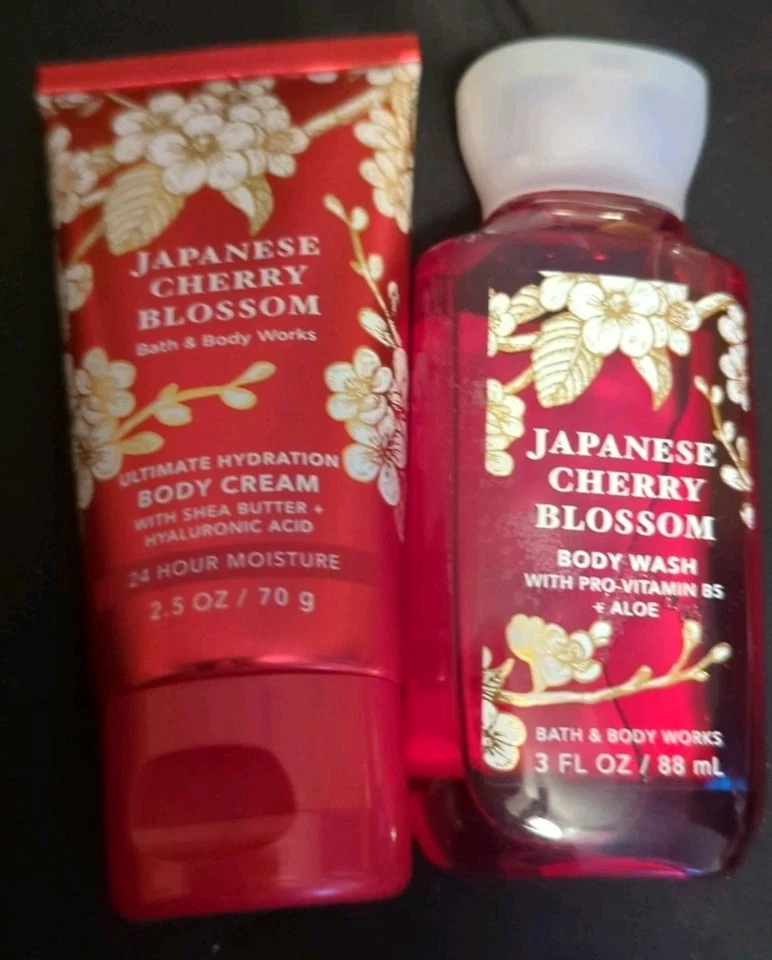 JAPANESE
CHERRY
BLOSSOM
Bath & Body Works
ULTIMATE HYDRATION
BODY CREAM
WITH SHEA BUTTER +
HYALURONIC ACID
24 HOUR MOISTURE
2.5 OZ / 70 g
JAPANESE
CHERRY
BLOSSOM
BODY WASH
WITH PRO-VITAMIN B5
+ ALOE
BATH & BODY WORKS
3 FL OZ / 88 mL